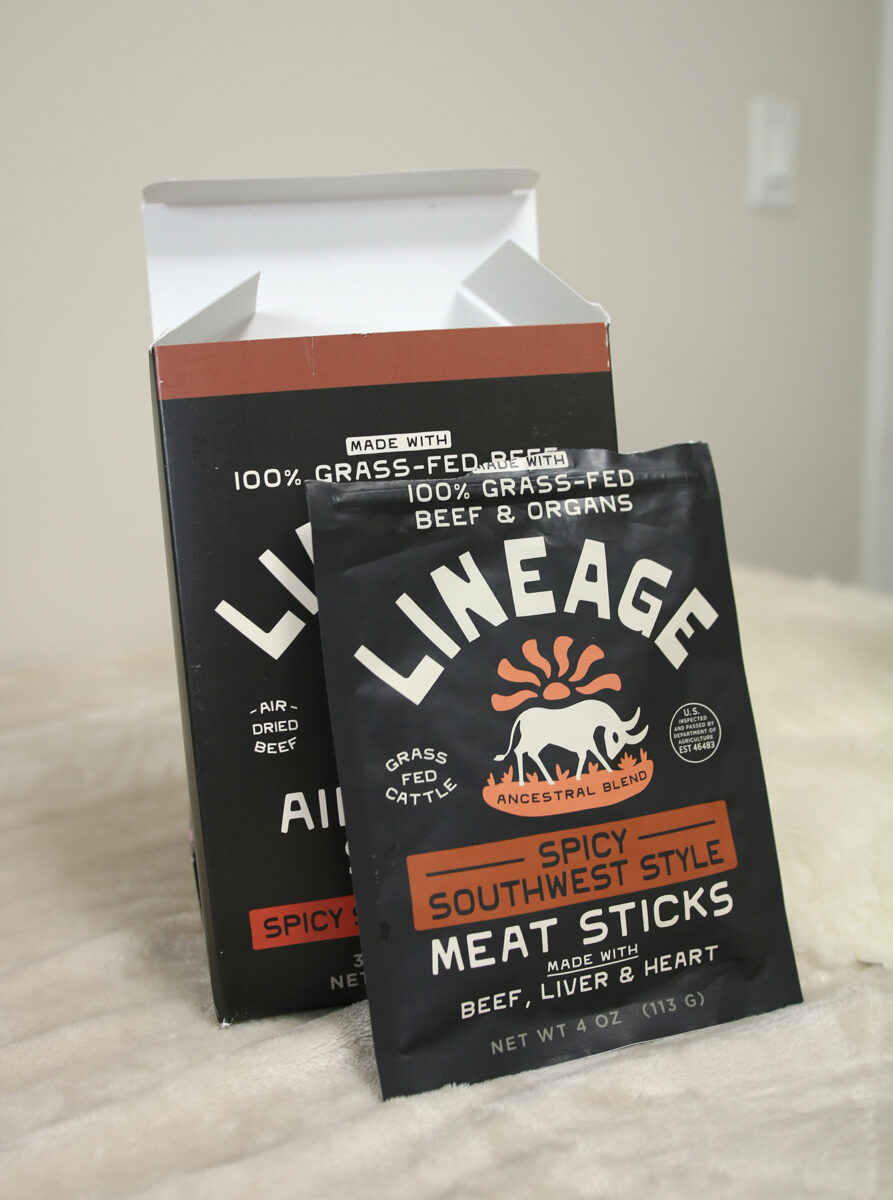 MADE WITH
100% GRASS-FED BEEF
LI
-AIR-
DRIED
BEEF
AI
SPICY
NET
MADE WITH
100% GRASS-FED
BEEF & ORGANS
LINEAGE
GRASS
FED
CATTLE
U.S.
INSPECTED
AND PASSED BY
DEPARTMENT OF
AGRICULTURE
EST 46483
ANCESTRAL BLEND
SPICY
SOUTHWEST STYLE
MEAT STICKS
MADE WITH
BEEF, LIVER & HEART
NET WT 4 OZ (113 G)